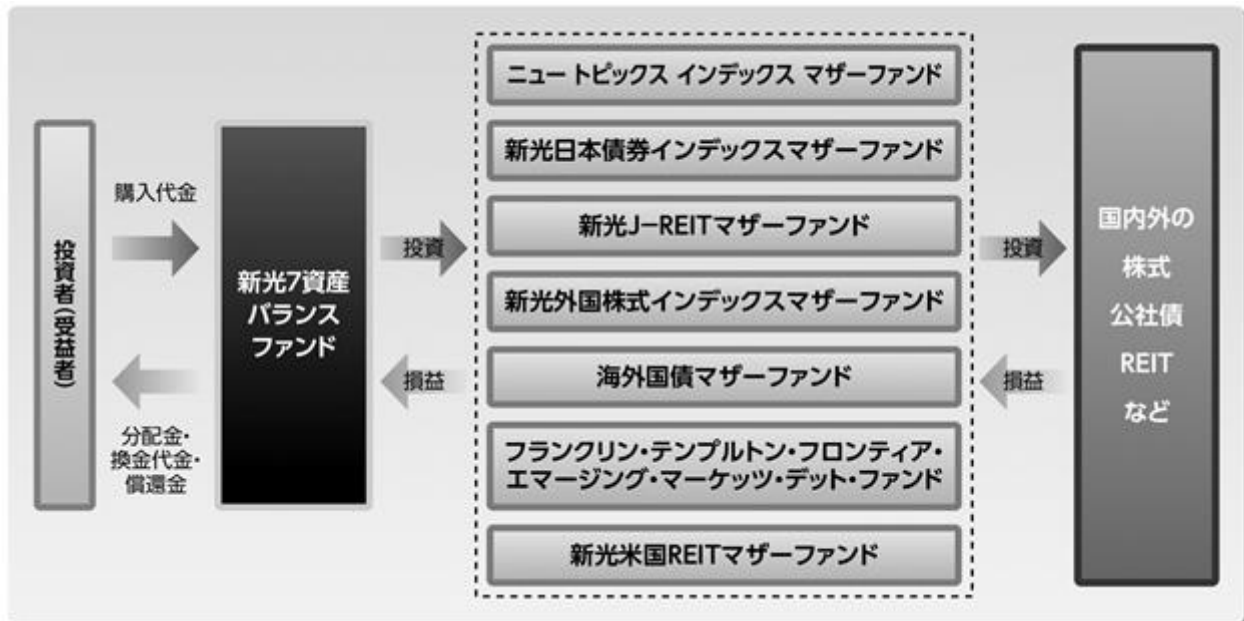 投資者(受益者)
購入代金
分配金・
換金代金・
償還金
新光7資産
バランス
ファンド
投資
損益
ニュー トピックス インデックス マザーファンド
新光日本債券インデックスマザーファンド
新光J-REITマザーファンド
新光外国株式インデックスマザーファンド
海外国債マザーファンド
フランクリン・テンプルトン・フロンティア・
エマージング・マーケッツ・デット・ファンド
新光米国REITマザーファンド
投資
損益
国内外の
株式
公社債
REIT
など